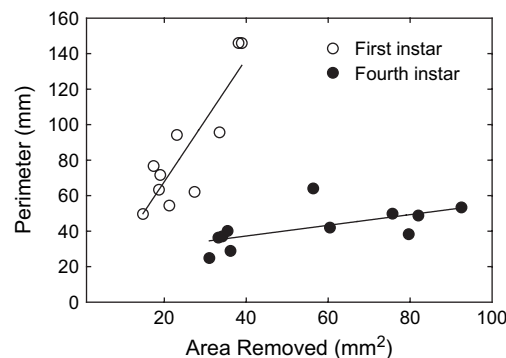 160
140
120
100
80
60
40
20
0
Perimeter (mm)
First instar
Fourth instar
20 40 60 80 100
Area Removed (mm²)